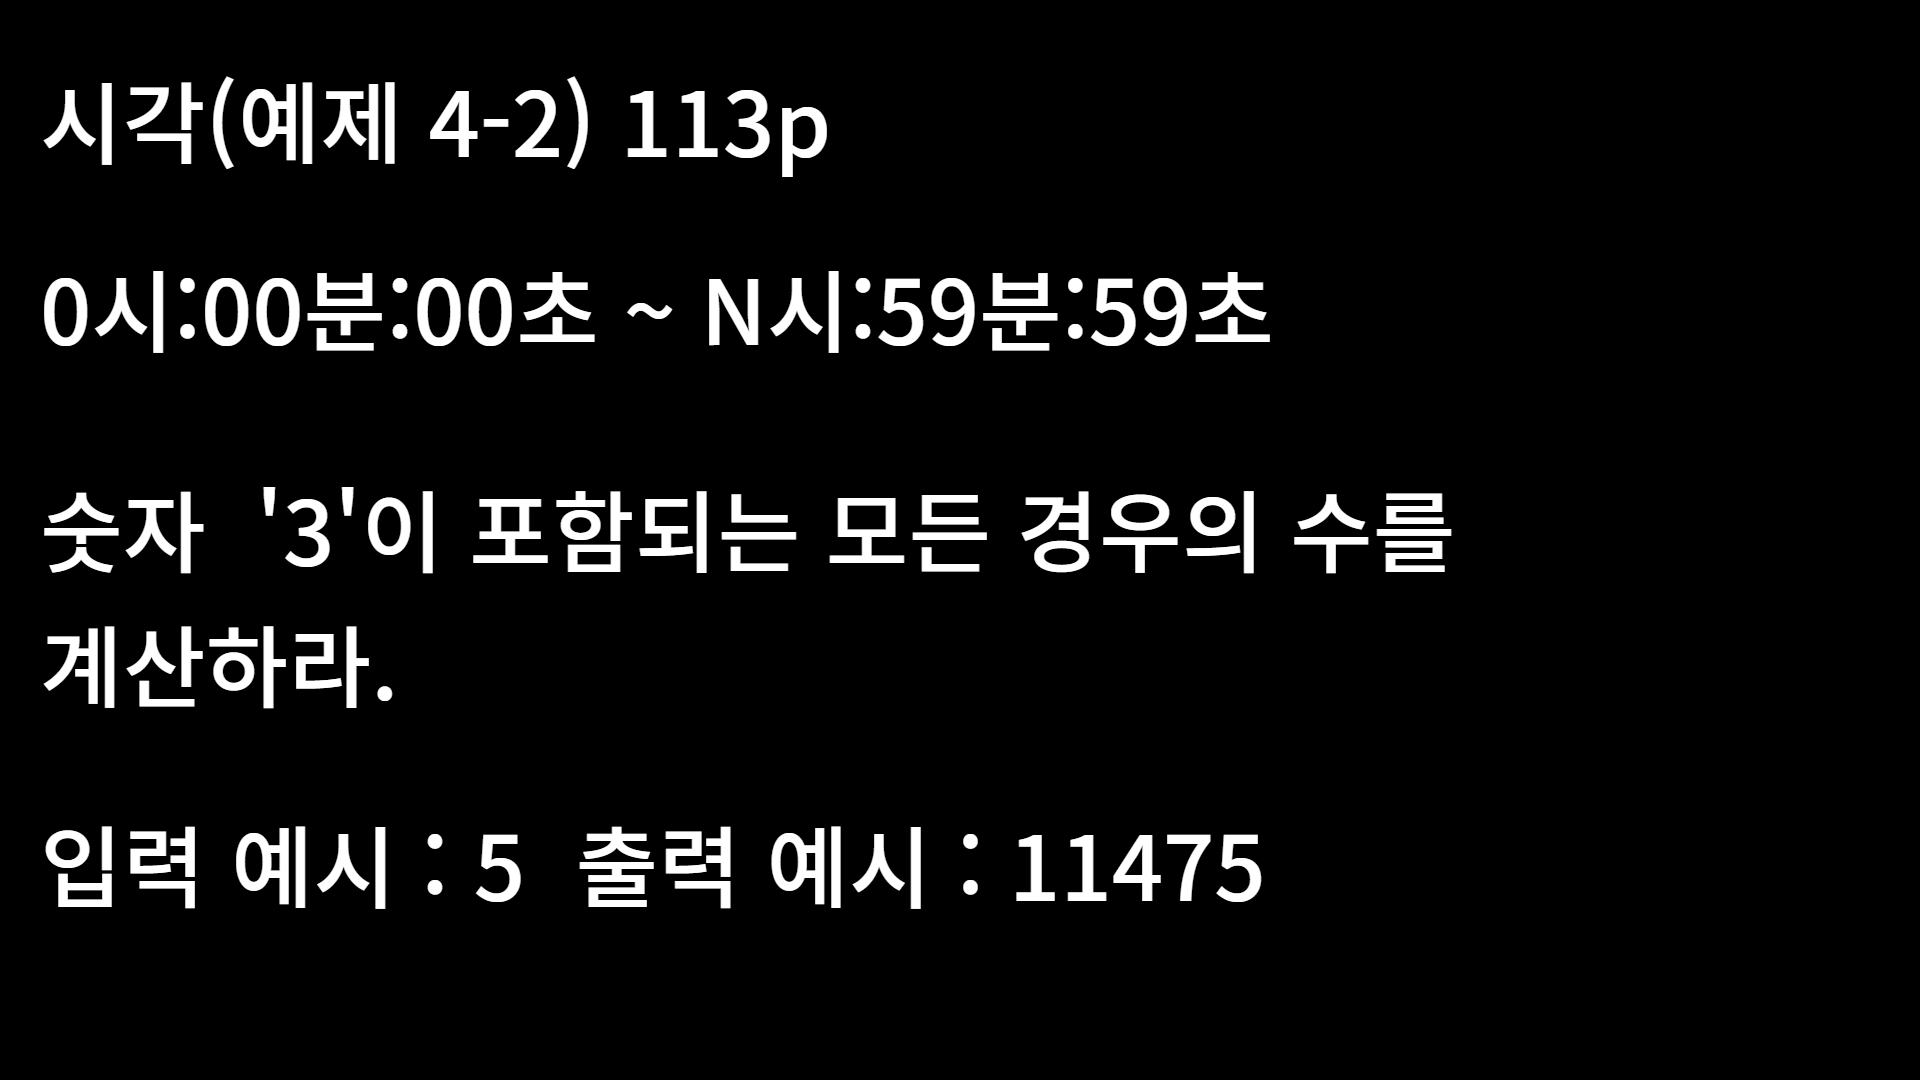 시각(예제 4-2) 113p
0시:00분:00초 ~ N시:59분:59초
숫자 '3'이 포함되는 모든 경우의 수를
계산하라.
입력 예시 : 5 출력 예시 : 11475